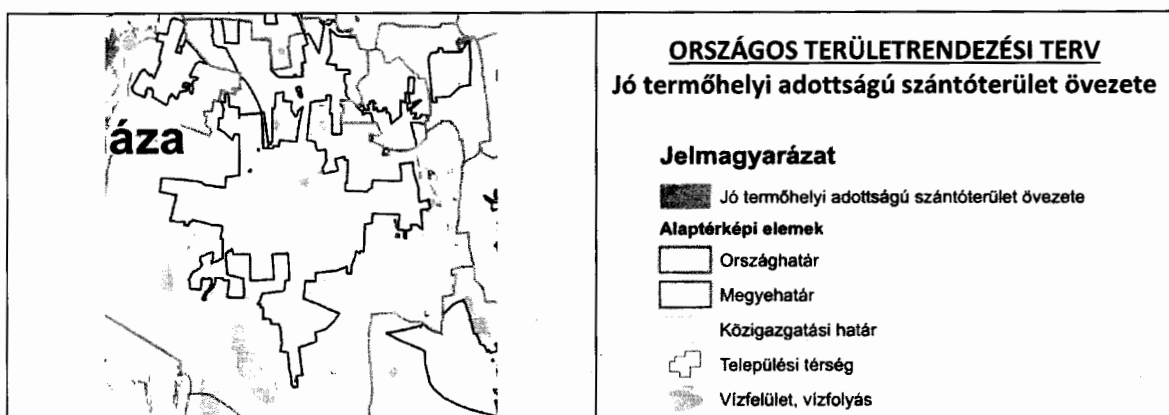 áza
ORSZÁGOS TERÜLETRENDEZÉSI TERV
Jó termőhelyi adottságú szántóterület övezete
Jelmagyarázat
Jó termőhelyi adottságú szántóterület övezete
Alaptérképi elemek
Országhatár
Megyehatár
Közigazgatási határ
Települési térség
Vízfelület, vízfolyás